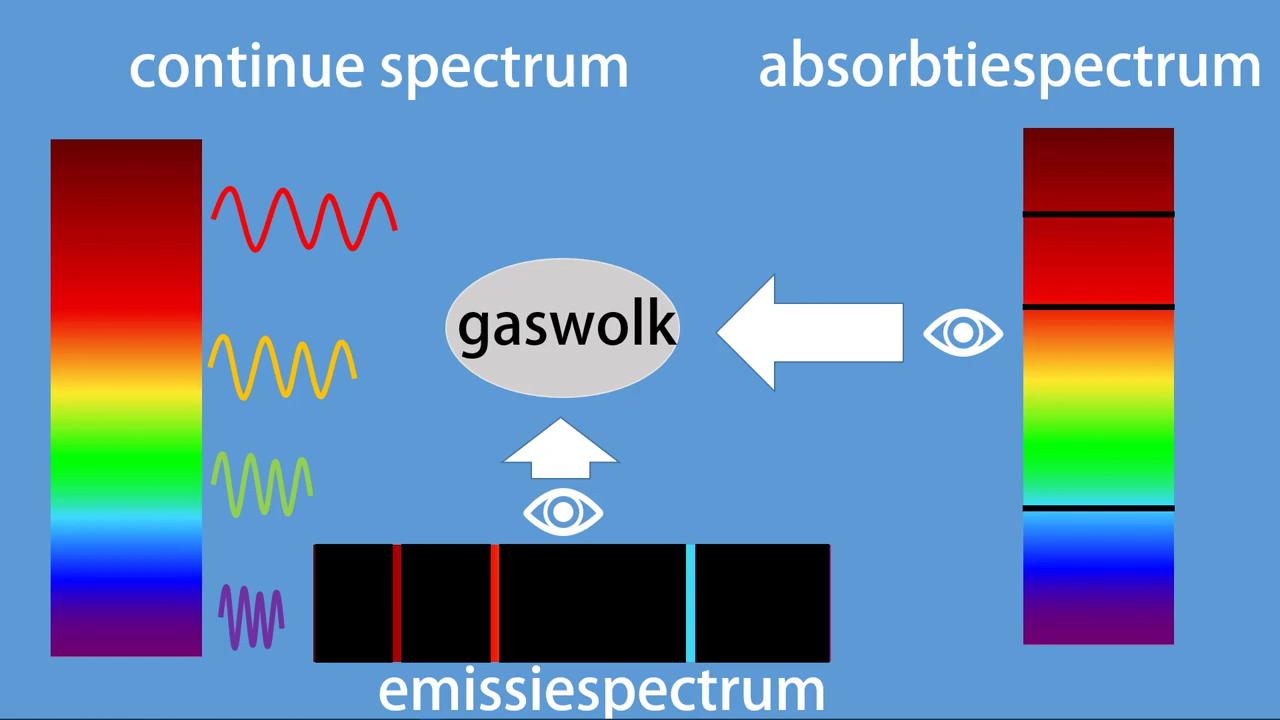 continue spectrum
absorbtiespectrum
gaswolk
emissiespectrum